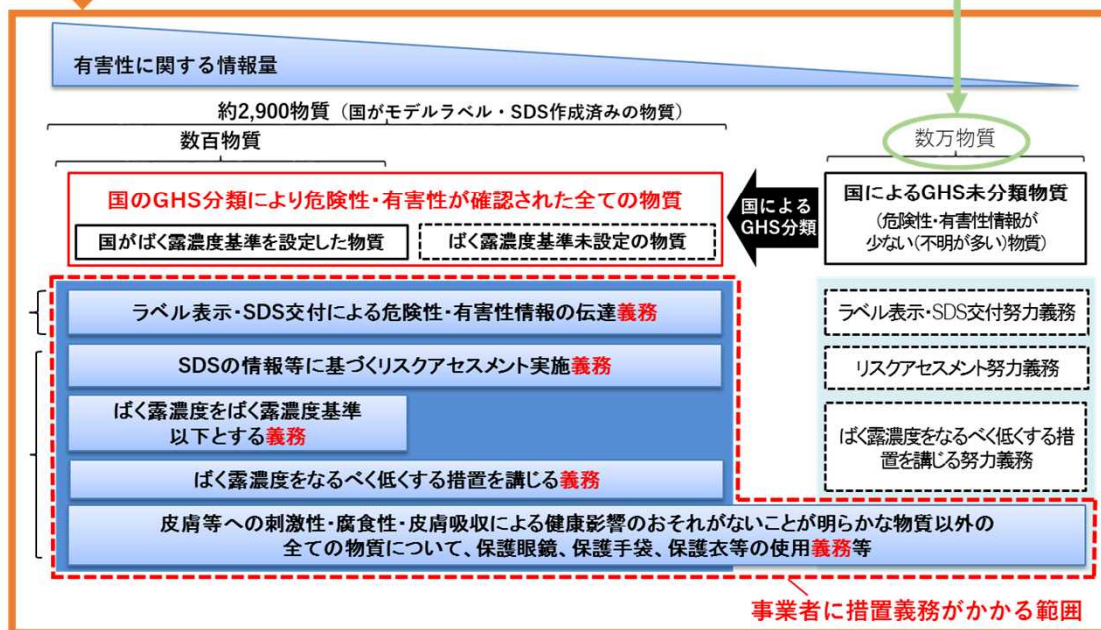 有害性に関する情報量
約2,900物質（国がモデルラベル・SDS作成済みの物質）
数百物質
数万物質
国のGHS分類により危険性・有害性が確認された全ての物質
国がばく露濃度基準を設定した物質
ばく露濃度基準未設定の物質
国による
GHS分類
国によるGHS未分類物質
(危険性・有害性情報が
少ない(不明が多い)物質)
ラベル表示・SDS交付による危険性・有害性情報の伝達義務
ラベル表示・SDS交付努力義務
SDSの情報等に基づくリスクアセスメント実施義務
リスクアセスメント努力義務
ばく露濃度をばく露濃度基準
以下とする義務
ばく露濃度をなるべく低くする措置を講じる義務
ばく露濃度をなるべく低くする措
置を講じる努力義務
皮膚等への刺激性・腐食性・皮膚吸収による健康影響のおそれがないことが明らかな物質以外の
全ての物質について、保護眼鏡、保護手袋、保護衣等の使用義務等
事業者に措置義務がかかる範囲